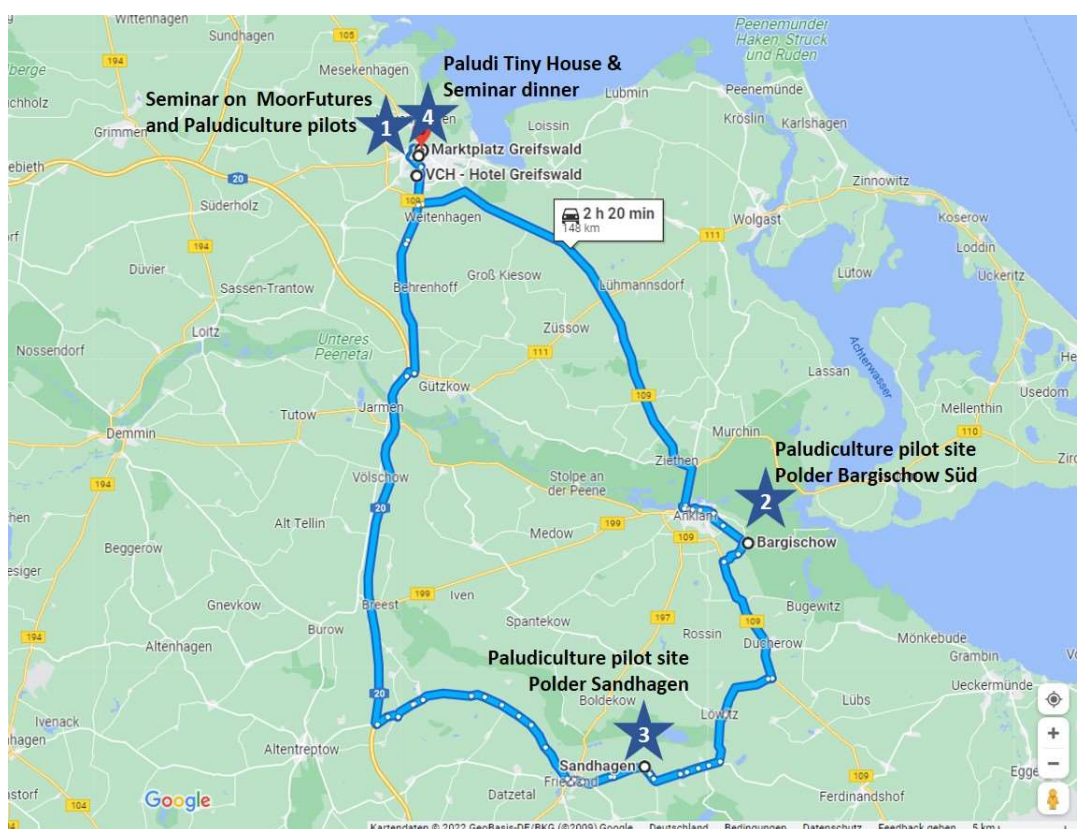 Wittenhagen
Sundhagen
Peenemünder
Haken, Struck
und Ruden
194
105
Mesekenhagen
Paludi Tiny House &
Seminar dinner
Lubmin
Peenemünde
Seminar on MoorFutures
and Paludiculture pilots
1
4
Grimmen
Loissin
Kröslin
Karlshagen
Marktplatz Greifswald
VCH - Hotel Greifswald
20
Süderholz
109
Weitenhagen
2 h 20 min
148 km
Wolgast
Zinnowitz
Koserow
Loddin
Ückeritz
111
194
Düvier
Sassen-Trantow
Behrenhoff
Groß Kiesow
Lühmannsdorf
Lütow
Loitz
Unteres
Peenetal
Züssow
111
Nossendorf
Gützkow
Lassan
Achterwasser
Usedom
109
Mellenthin
Demmin
Tutow
Jarmen
Murchin
110
Ziethen
Paludiculture pilot site
Polder Bargischow Süd
2
Völschow
Stolpe an
der Peene
194
20
Alt Tellin
Medow
199
Anklam
109
Bargischow
Beggerow
199
Iven
Breest
Bugewitz
Gnevkow
Burow
Spantekow
197
Rossin
109
Ducherow
Mönkebude
Grambin
194
Altenhagen
Paludiculture pilot site
Polder Sandhagen
Ueckermünde
20
Boldekow
Löwitz
Lübs
3
Ivenack
Altentreptow
Sandhagen
Friedland
104
Datzetal
109
Ferdinandshof
Google
Kartendaten © 2022 GeoBasis-DE/BKG (©2009) Google Deutschland Bedingungen Datenschutz Feedback geben 5 km